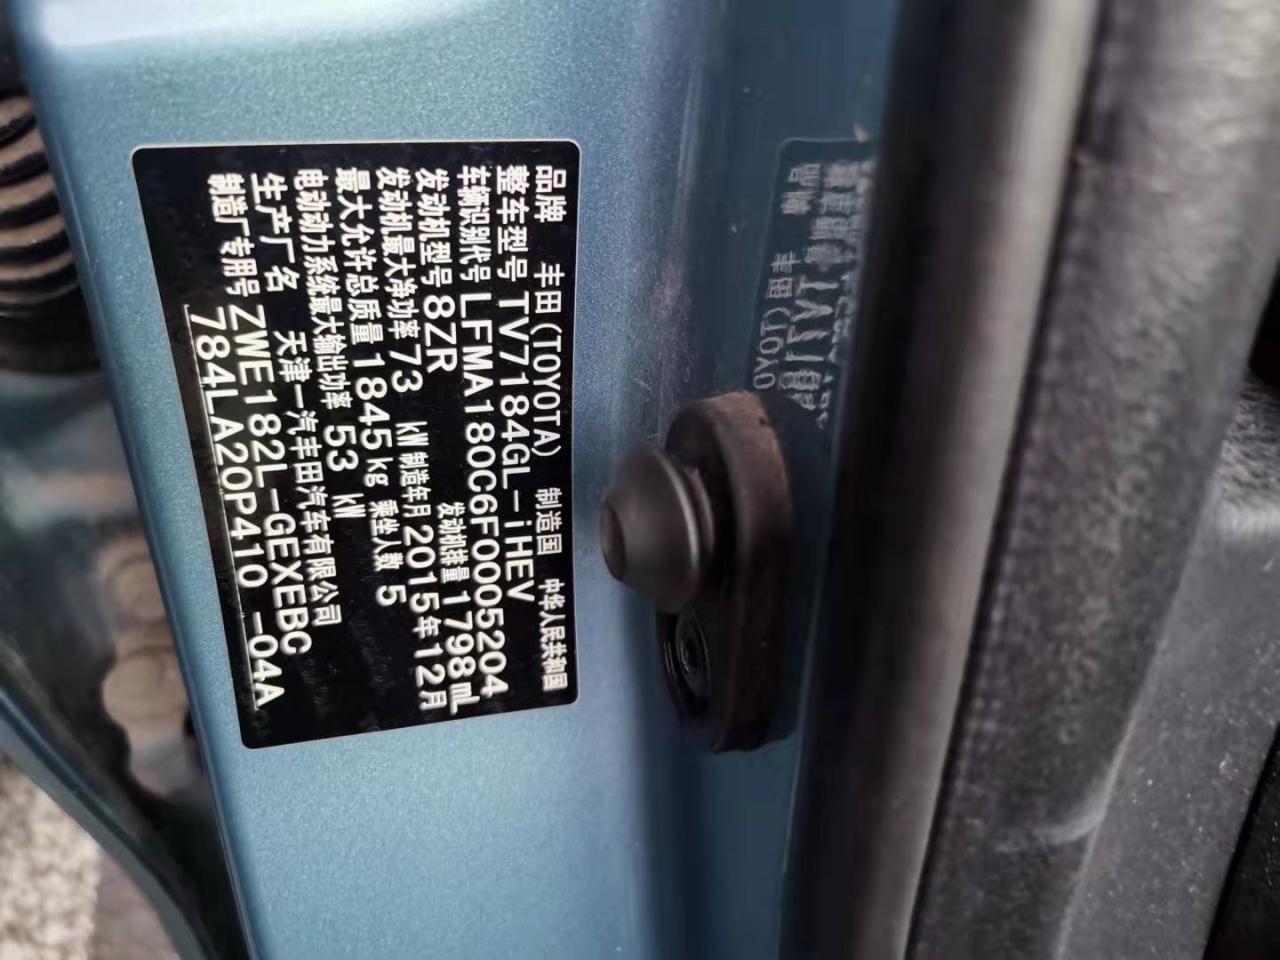 品牌 丰田(TOYOTA) 制造国 中华人民共和国
整车型号 TV7184GL-iHEV
车辆识别代号 LFMA180C6F0005204
发动机型号 8ZR 发动机排量 1798mL
发动机最大净功率 73 kW 制造年月 2015年12月
最大允许总质量 1845kg 乘坐人数 5
电动动力系统最大输出功率 53 kW
生产厂名 天津一汽丰田汽车有限公司
制造厂专用号 ZWE182L-GEXEBC
784LA20P410-04A